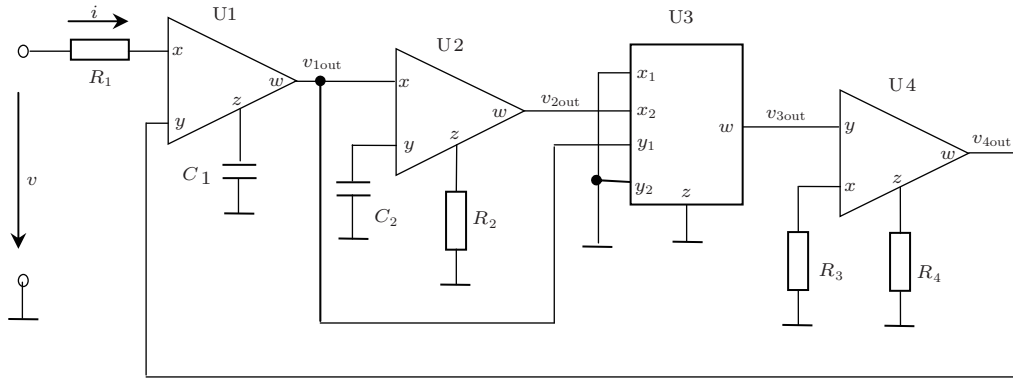 i
U1
U2
U3
U4
R₁
x
y
z
w
v₁out
C1
v
x
y
z
w
v₂out
C₂
R₂
x₁
x₂
y₁
y₂
w
z
v₃out
y
x
z
w
v₄out
R₃
R₄